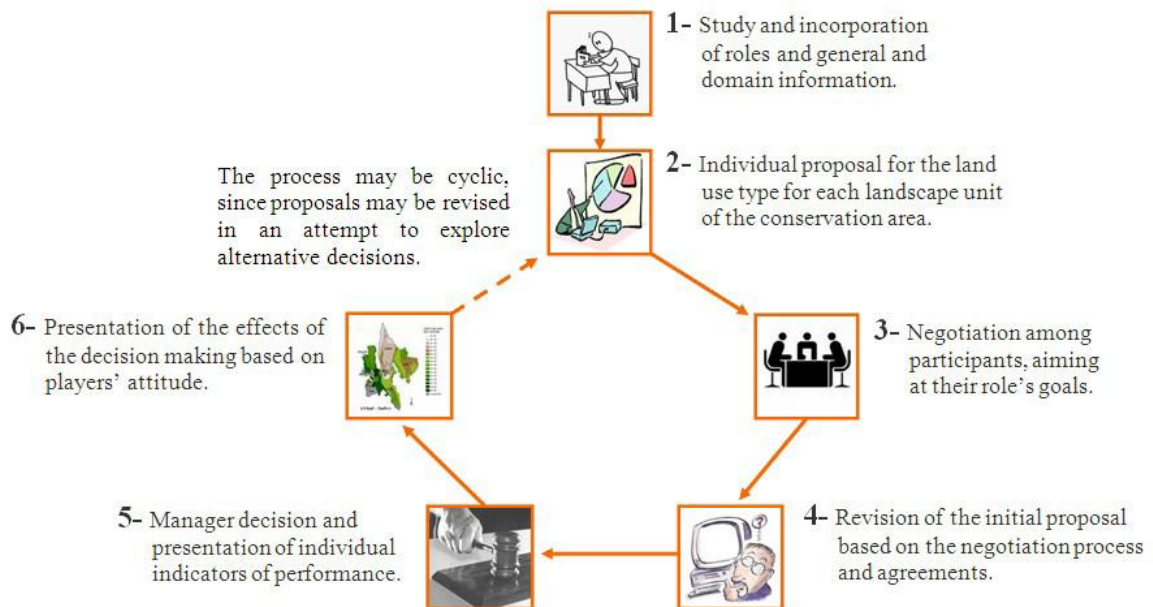 1- Study and incorporation
of roles and general and
domain information.
The process may be cyclic,
since proposals may be revised
in an attempt to explore
alternative decisions.
2- Individual proposal for the land
use type for each landscape unit
of the conservation area.
6- Presentation of the effects of
the decision making based on
players' attitude.
3- Negotiation among
participants, aiming
at their role's goals.
5- Manager decision and
presentation of individual
indicators of performance.
4- Revision of the initial proposal
based on the negotiation process
and agreements.
?